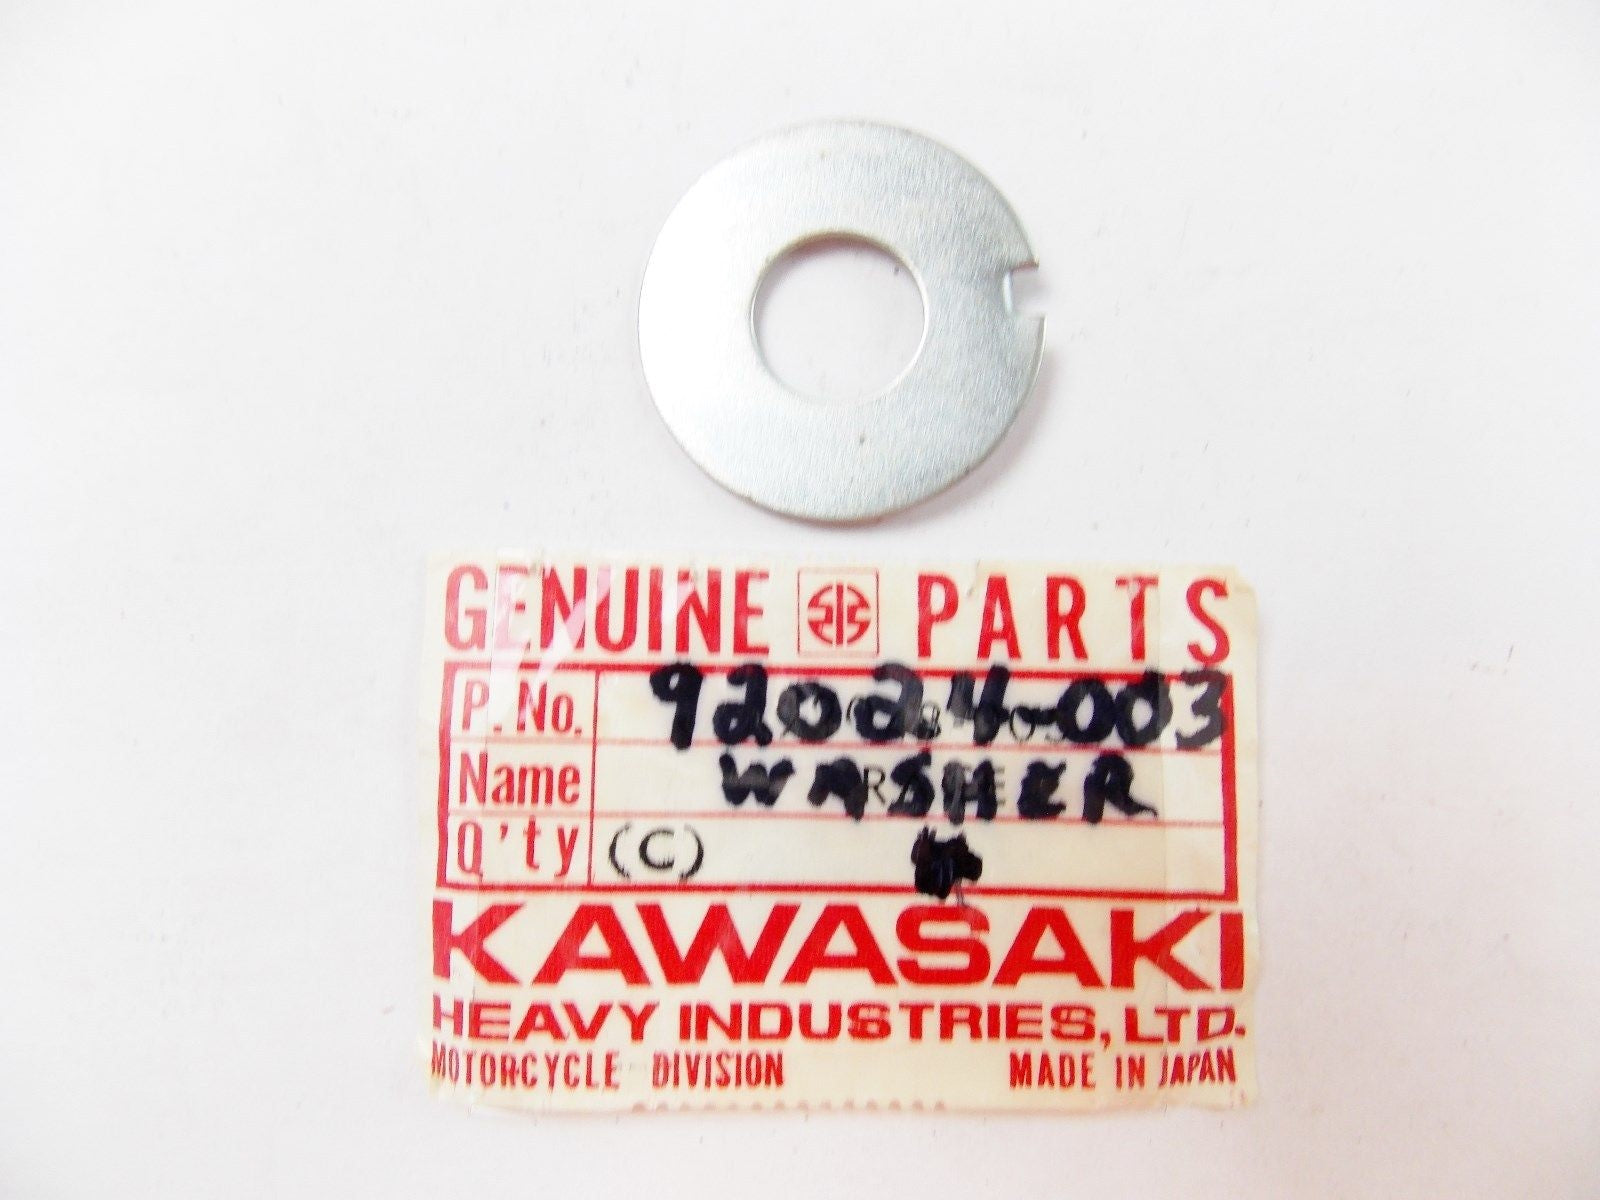 GENUINE PARTS
P. No. 92024-003
Name WASHER
Q'ty (C)
KAWASAKI
HEAVY INDUSTRIES, LTD.
MOTORCYCLE DIVISION MADE IN JAPAN